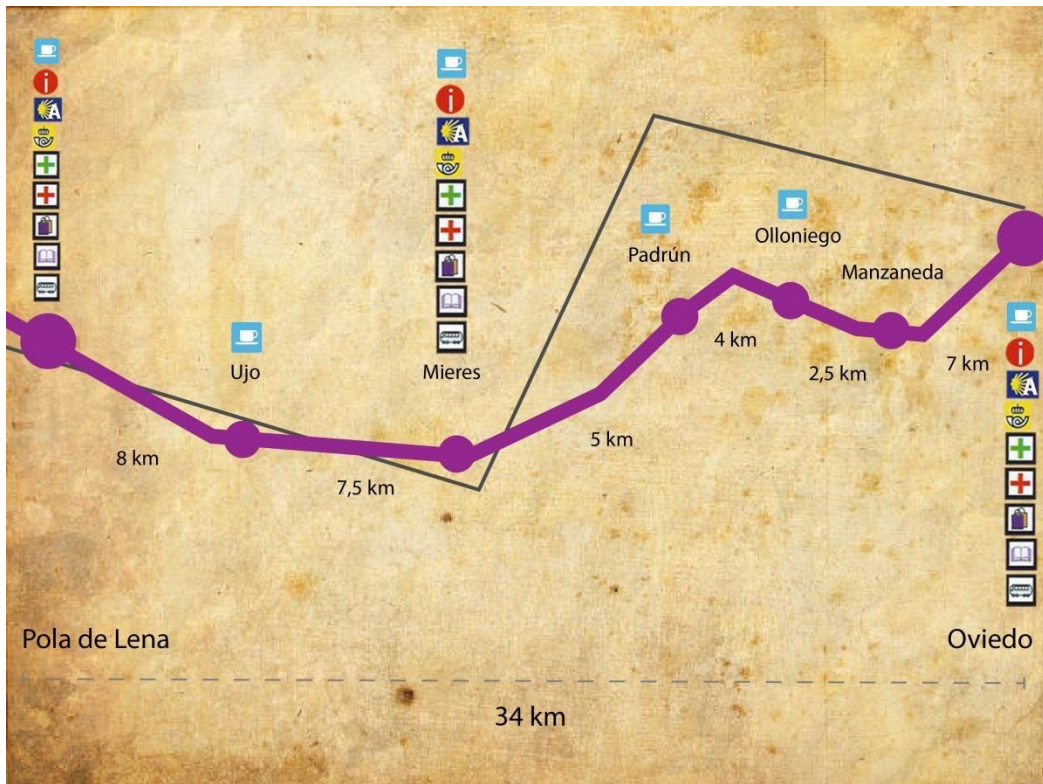 Padrún
Olloniego
Manzaneda
Ujo
Mieres
8 km
7,5 km
5 km
4 km
2,5 km
7 km
i
A
i
A
i
A
Pola de Lena
Oviedo
34 km